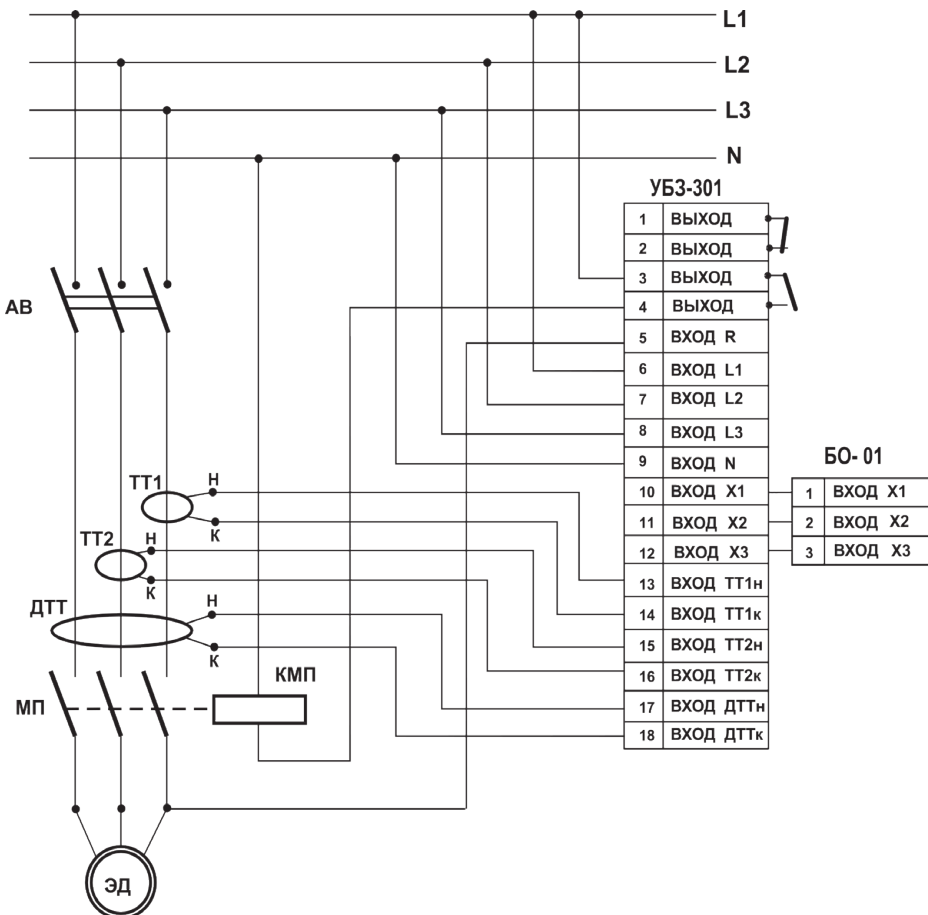 L1
L2
L3
N
УБЗ-301
1 ВЫХОД
2 ВЫХОД
3 ВЫХОД
4 ВЫХОД
5 ВХОД R
6 ВХОД L1
7 ВХОД L2
8 ВХОД L3
9 ВХОД N
10 ВХОД X1
11 ВХОД X2
12 ВХОД X3
13 ВХОД ТТ1н
14 ВХОД ТТ1к
15 ВХОД ТТ2н
16 ВХОД ТТ2к
17 ВХОД ДТТн
18 ВХОД ДТТк
БО- 01
1 ВХОД X1
2 ВХОД X2
3 ВХОД X3
АВ
ТТ1
Н
К
ТТ2
Н
К
ДТТ
Н
К
КМП
МП
ЭД